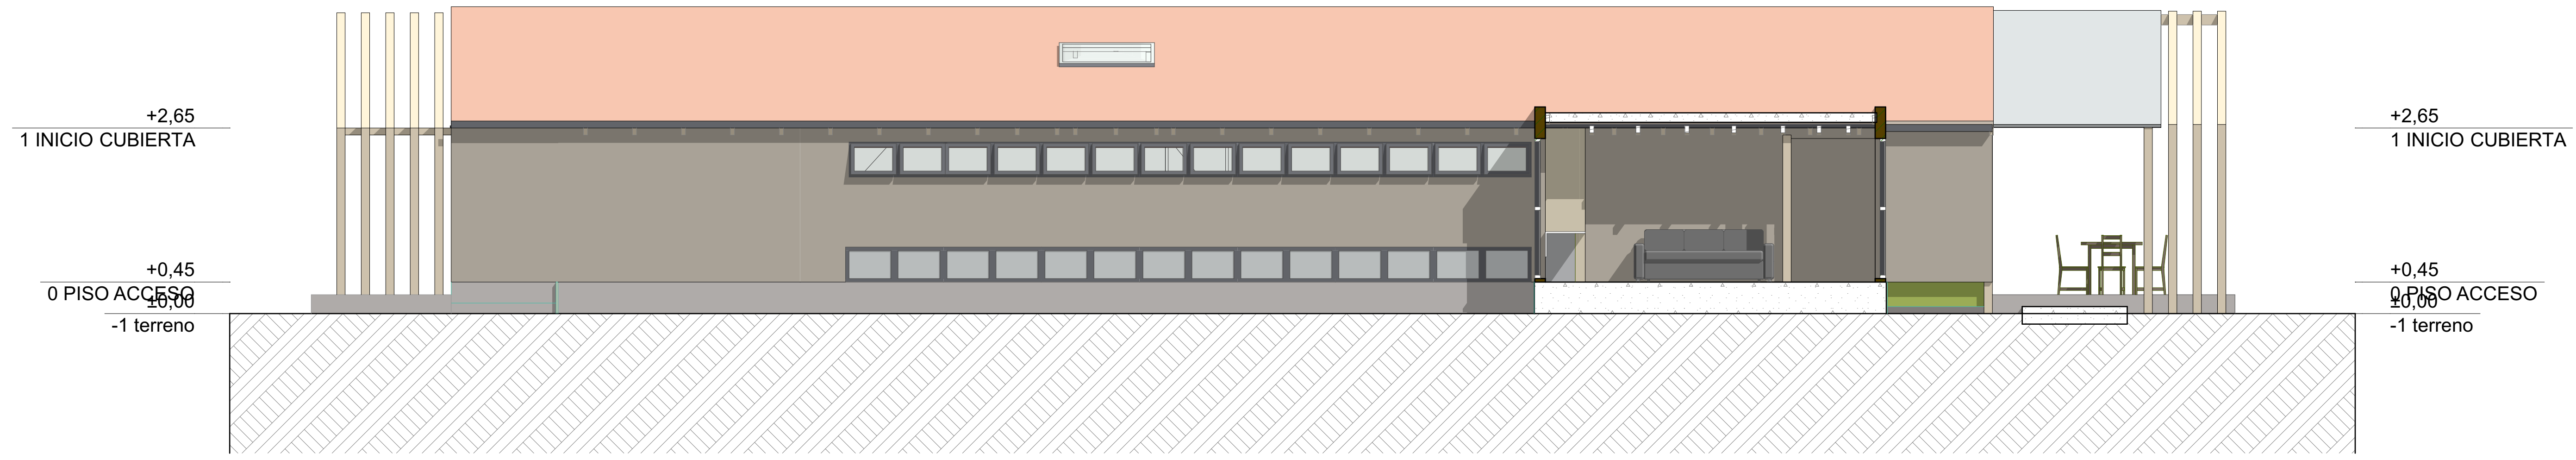 +2,65
1 INICIO CUBIERTA
+0,45
0 PISO ACCESO
±0,00
-1 terreno
+2,65
1 INICIO CUBIERTA
+0,45
0 PISO ACCESO
±0,00
-1 terreno